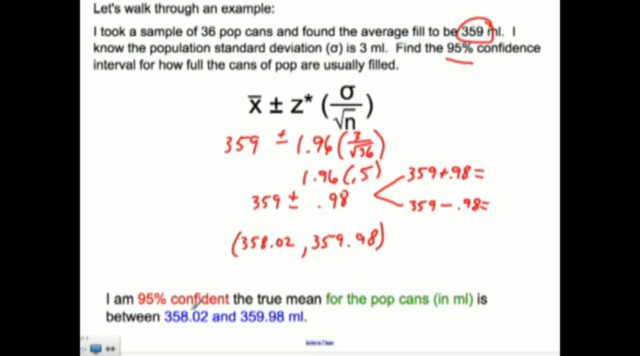 Let's walk through an example:
I took a sample of 36 pop cans and found the average fill to be 359 ml. I
know the population standard deviation (σ) is 3 ml. Find the 95% confidence
interval for how full the cans of pop are usually filled.
x̄ ± z* (σ/√n)
359 ± 1.96 (3/√36)
1.96 (.5)
359 + .98 =
359 ± .98
359 - .98 =
(358.02, 359.98)
I am 95% confident the true mean for the pop cans (in ml) is
between 358.02 and 359.98 ml.